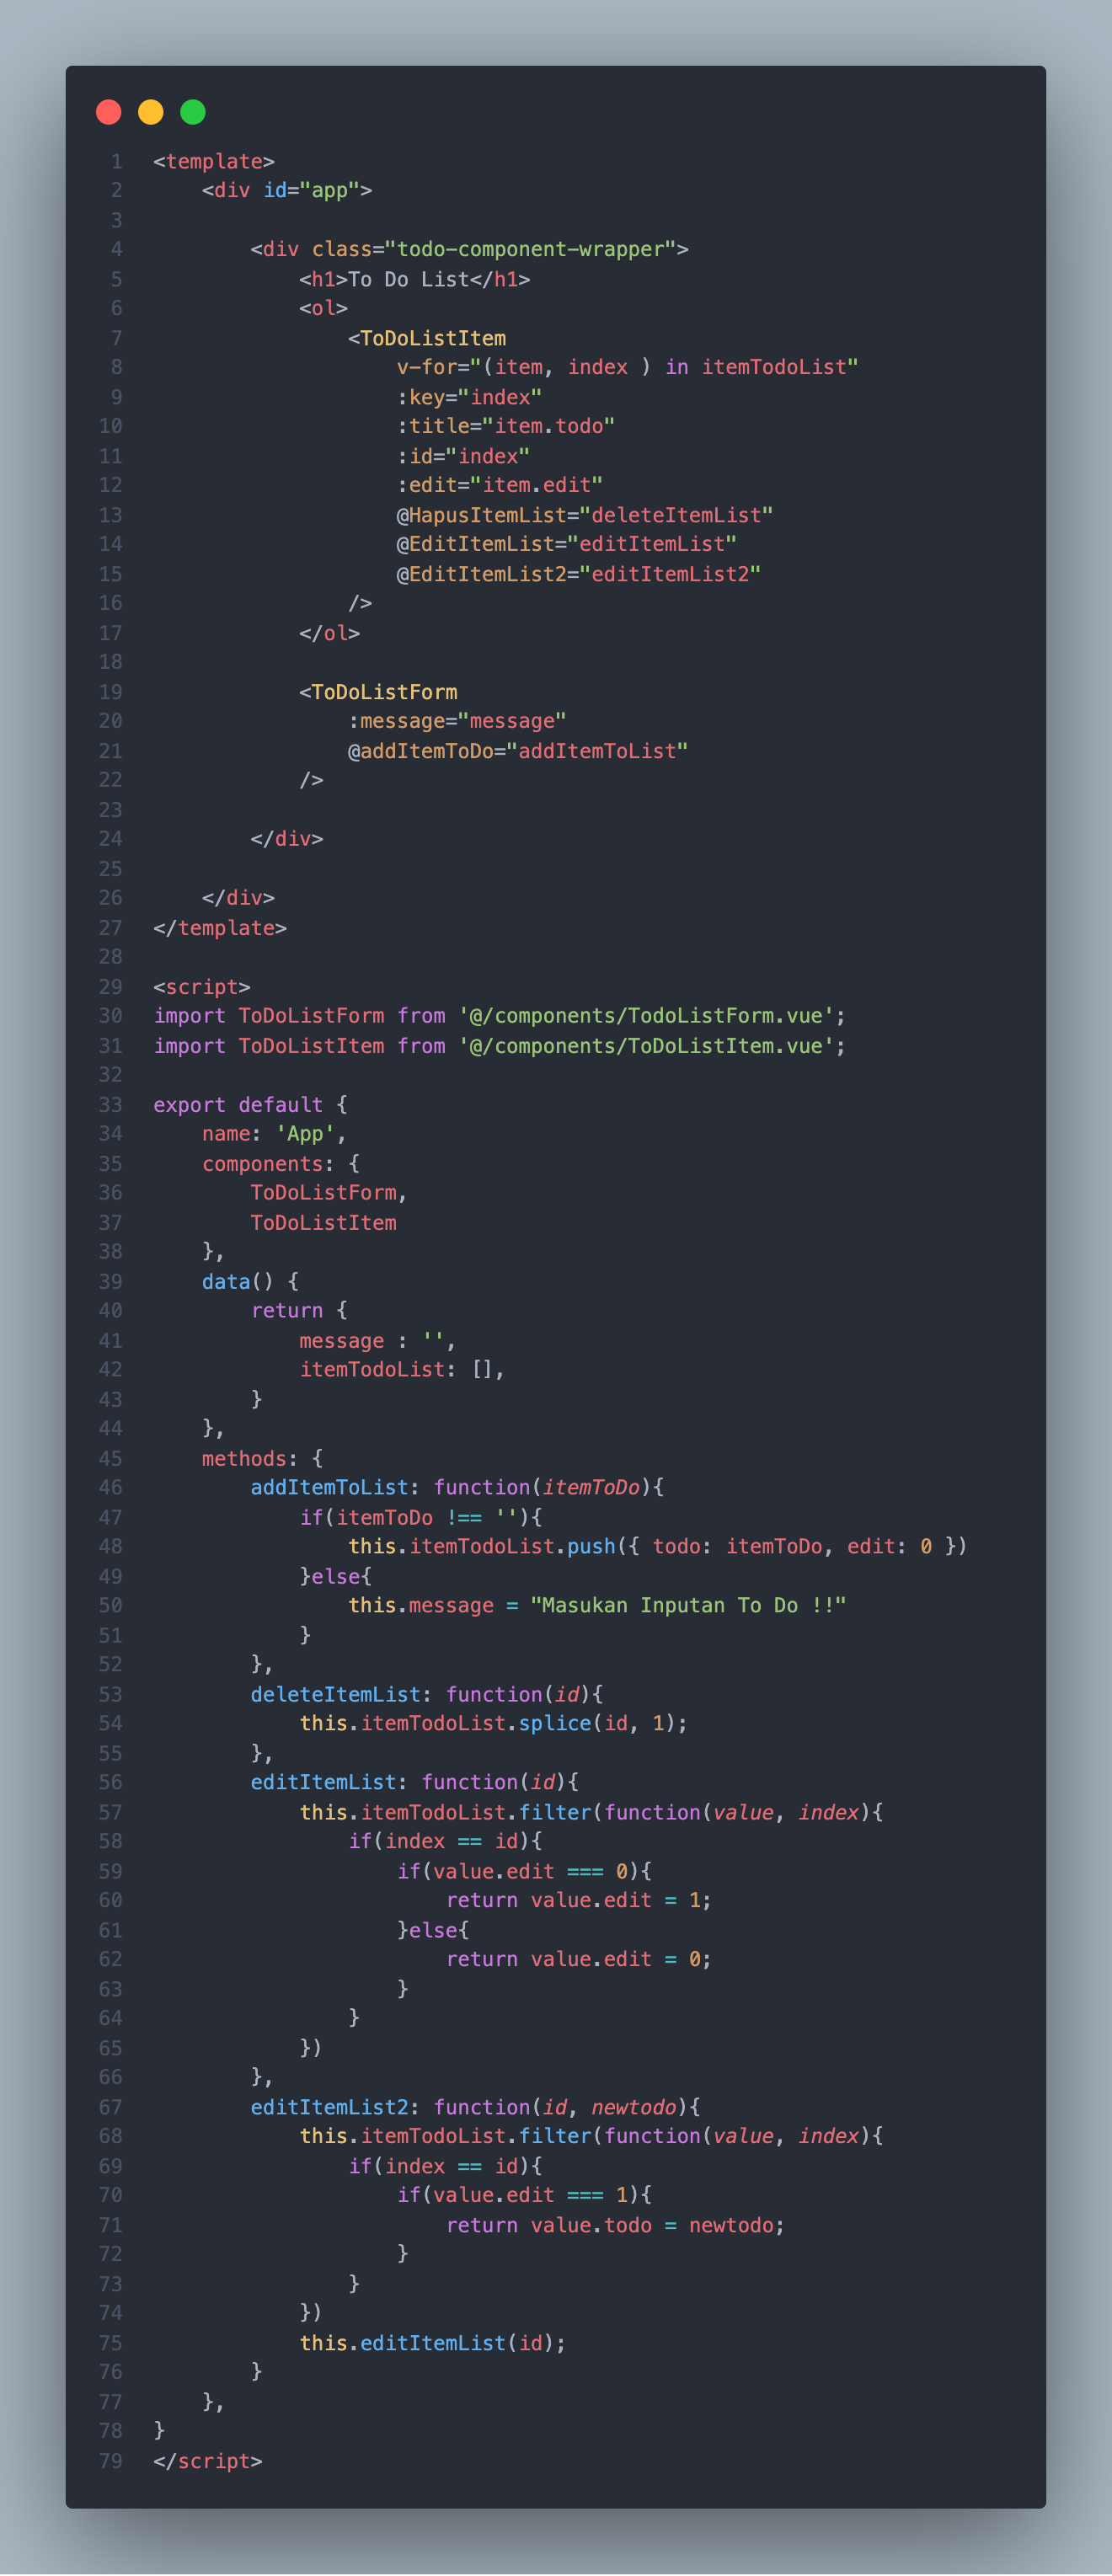 1 <template>
2     <div id="app">
3
4         <div class="todo-component-wrapper">
5             <h1>To Do List</h1>
6             <ol>
7                 <ToDoListItem
8                     v-for="(item, index ) in itemTodoList"
9                     :key="index"
10                     :title="item.todo"
11                     :id="index"
12                     :edit="item.edit"
13                     @HapusItemList="deleteItemList"
14                     @EditItemList="editItemList"
15                     @EditItemList2="editItemList2"
16                 />
17             </ol>
18
19             <ToDoListForm
20                 :message="message"
21                 @addItemToDo="addItemToList"
22             />
23
24         </div>
25
26     </div>
27 </template>
28
29 <script>
30 import ToDoListForm from '@/components/TodoListForm.vue';
31 import ToDoListItem from '@/components/ToDoListItem.vue';
32
33 export default {
34     name: 'App',
35     components: {
36         ToDoListForm,
37         ToDoListItem
38     },
39     data() {
40         return {
41             message : '',
42             itemTodoList: [],
43         }
44     },
45     methods: {
46         addItemToList: function(itemToDo){
47             if(itemToDo !== ''){
48                 this.itemTodoList.push({ todo: itemToDo, edit: 0 })
49             }else{
50                 this.message = "Masukan Inputan To Do !!"
51             }
52         },
53         deleteItemList: function(id){
54             this.itemTodoList.splice(id, 1);
55         },
56         editItemList: function(id){
57             this.itemTodoList.filter(function(value, index){
58                 if(index == id){
59                     if(value.edit === 0){
60                         return value.edit = 1;
61                     }else{
62                         return value.edit = 0;
63                     }
64                 }
65             })
66         },
67         editItemList2: function(id, newtodo){
68             this.itemTodoList.filter(function(value, index){
69                 if(index == id){
70                     if(value.edit === 1){
71                         return value.todo = newtodo;
72                     }
73                 }
74             })
75             this.editItemList(id);
76         }
77     },
78 }
79 </script>